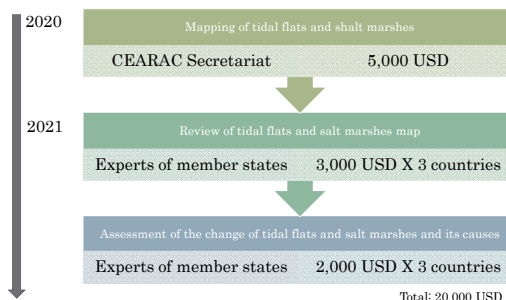 2020
Mapping of tidal flats and shalt marshes
CEARAC Secretariat 5,000 USD
2021
Review of tidal flats and salt marshes map
Experts of member states 3,000 USD X 3 countries
Assessment of the change of tidal flats and salt marshes and its causes
Experts of member states 2,000 USD X 3 countries
Total: 20,000 USD